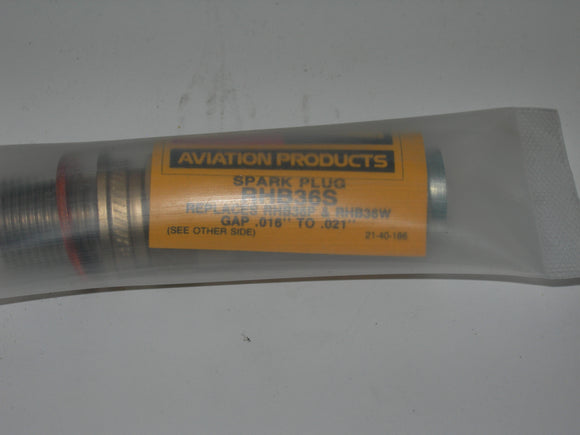 AVIATION PRODUCTS
SPARK PLUG
RHB36S
REPLACES RHB36P & RHB36W
GAP .016" TO .021"
(SEE OTHER SIDE) 21-40-186